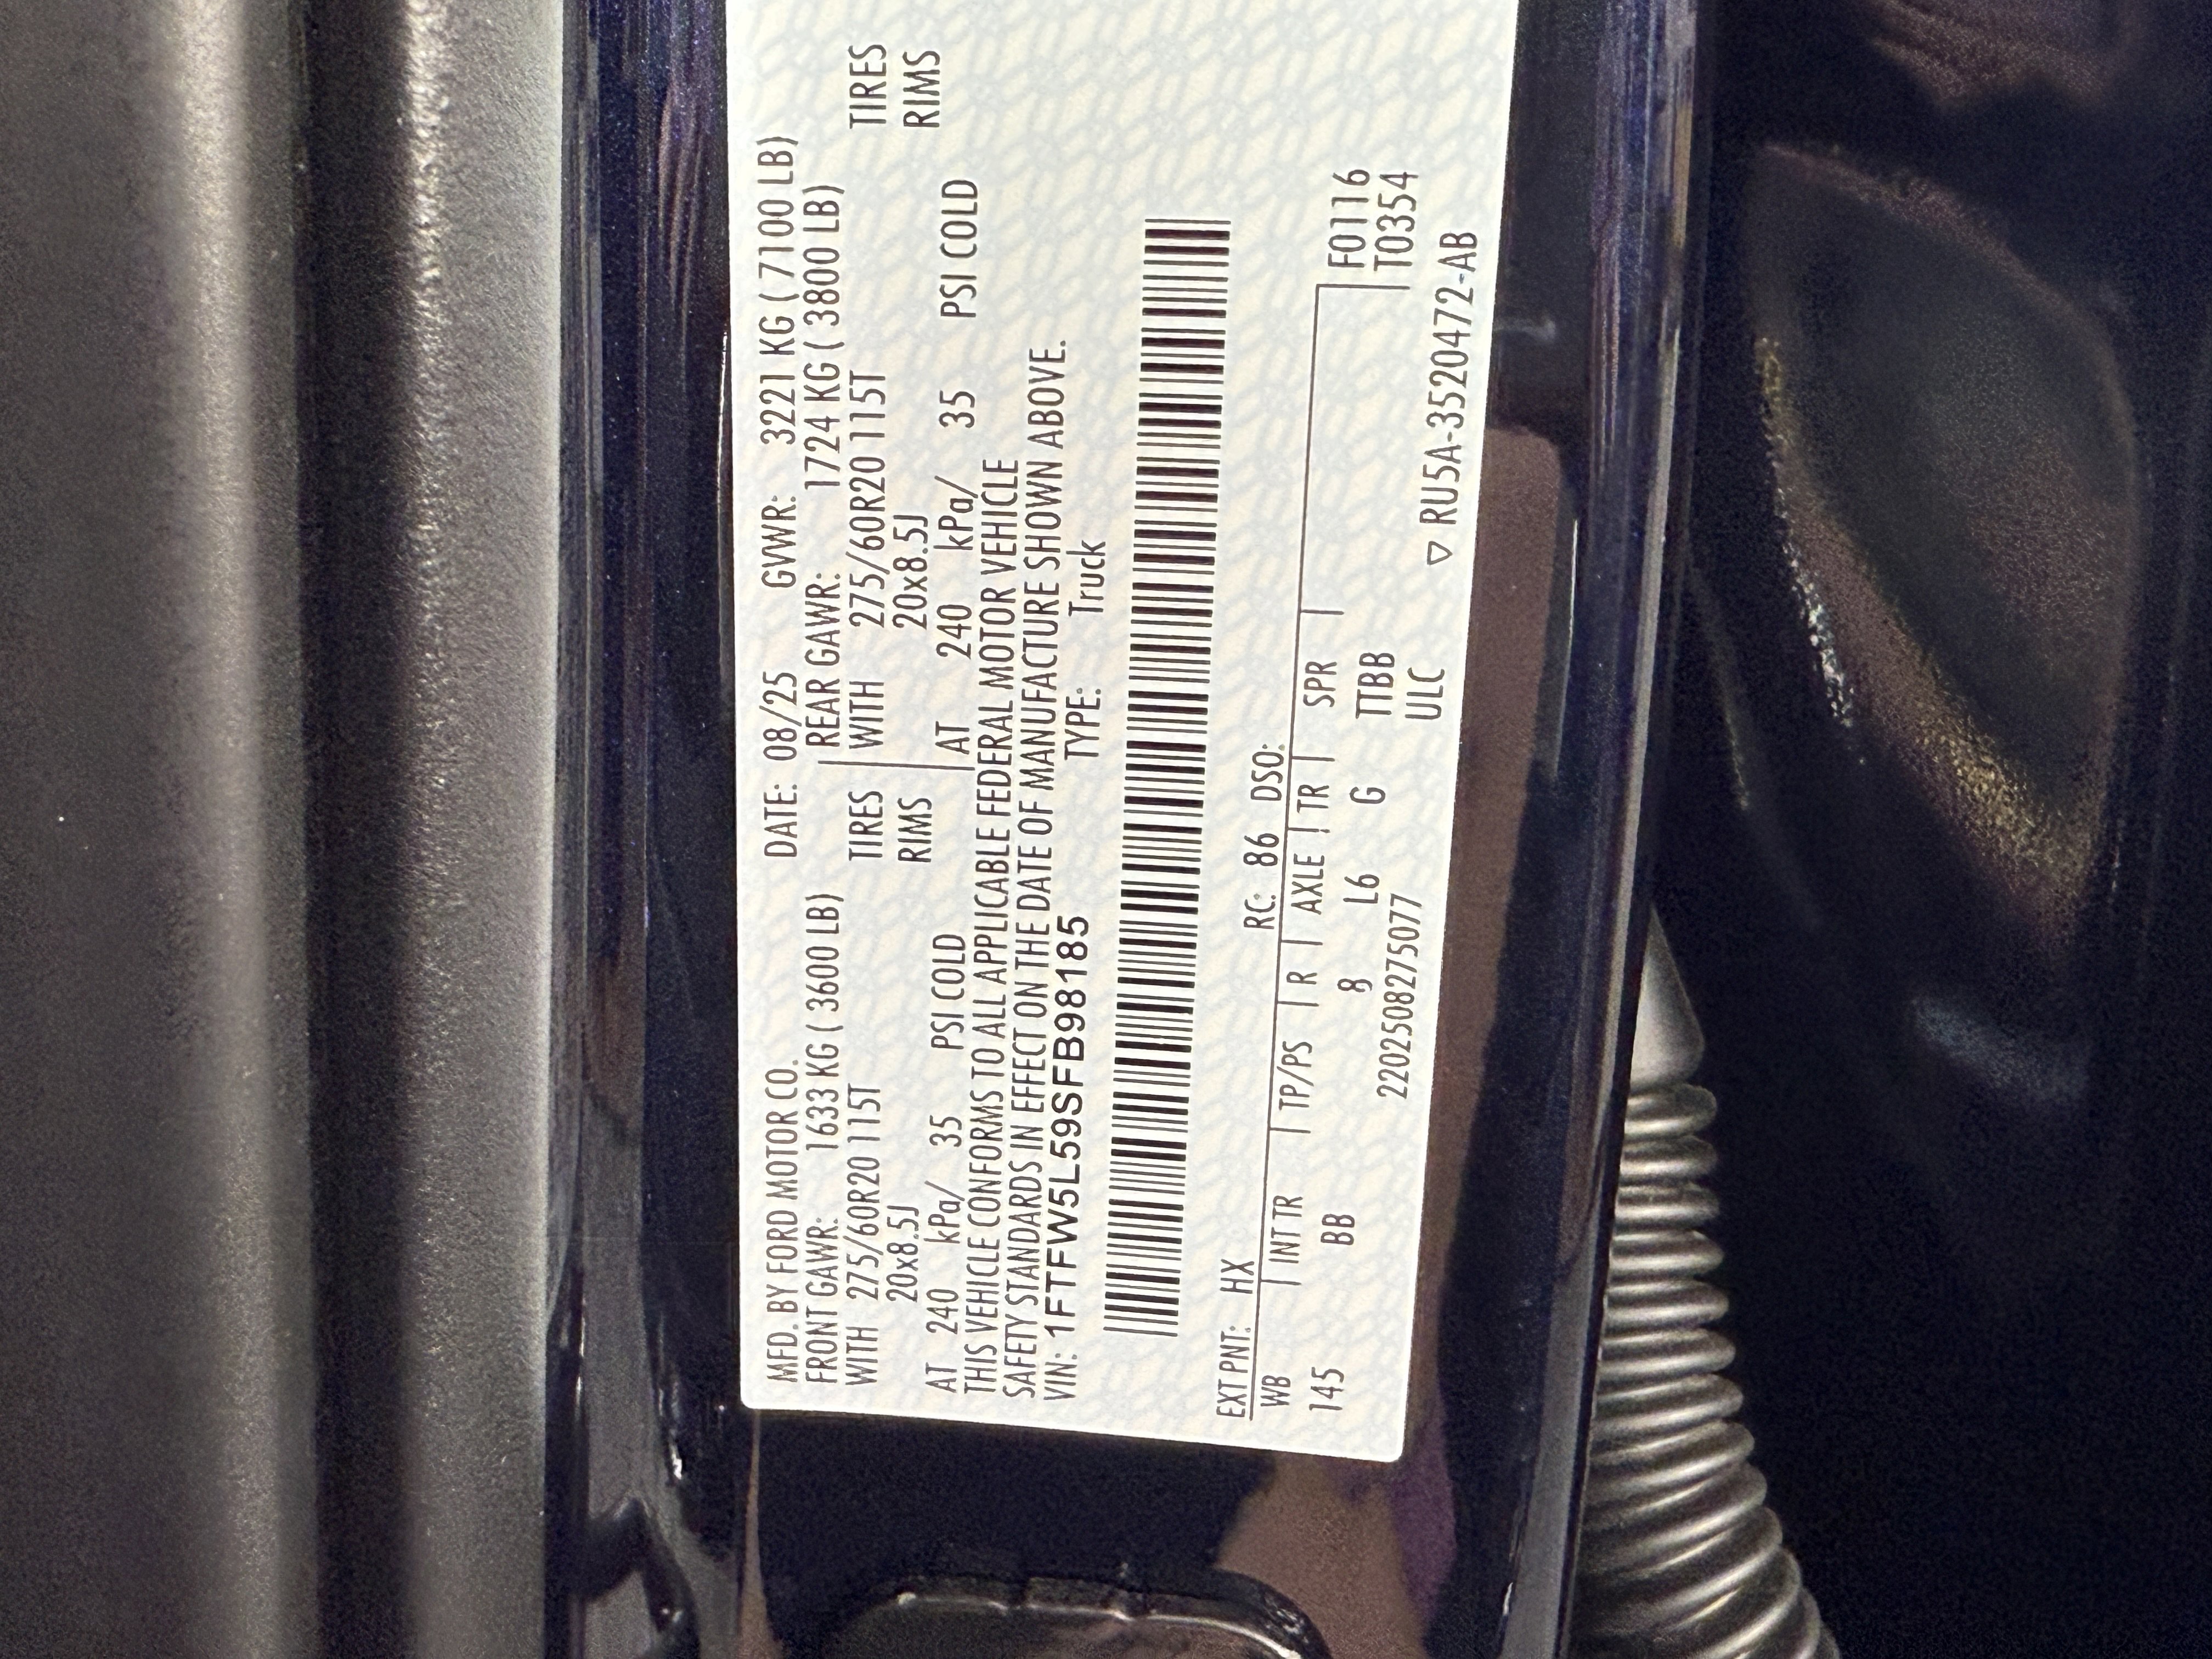 MFD. BY FORD MOTOR CO. DATE: 08/25 GVWR: 3221 KG ( 7100 LB)
FRONT GAWR: 1633 KG ( 3600 LB) REAR GAWR: 1724 KG ( 3800 LB)
WITH 275/60R20 115T TIRES WITH 275/60R20 115T TIRES
20x8.5J RIMS 20x8.5J RIMS
AT 240 kPa/ 35 PSI COLD AT 240 kPa/ 35 PSI COLD
THIS VEHICLE CONFORMS TO ALL APPLICABLE FEDERAL MOTOR VEHICLE
SAFETY STANDARDS IN EFFECT ON THE DATE OF MANUFACTURE SHOWN ABOVE.
VIN: 1FTFW5L59SFB98185 TYPE: Truck
EXT PNT: HX RC: 86 DSO:
WB INT TR TP/PS R AXLE TR SPR F0116
145 BB 8 L6 G TTBB T0354
2202508275077 ULC ▽ RU5A-3520472-AB